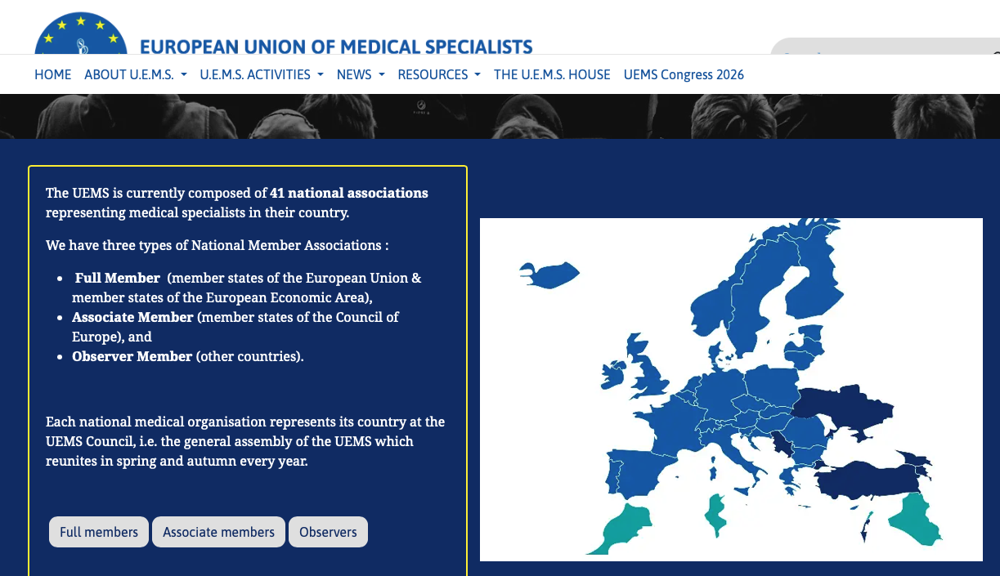 EUROPEAN UNION OF MEDICAL SPECIALISTS
HOME ABOUT U.E.M.S. U.E.M.S. ACTIVITIES NEWS RESOURCES THE U.E.M.S. HOUSE UEMS Congress 2026
The UEMS is currently composed of 41 national associations
representing medical specialists in their country.
We have three types of National Member Associations :
• Full Member (member states of the European Union &
member states of the European Economic Area),
• Associate Member (member states of the Council of
Europe), and
• Observer Member (other countries).
Each national medical organisation represents its country at the
UEMS Council, i.e. the general assembly of the UEMS which
reunites in spring and autumn every year.
Full members Associate members Observers